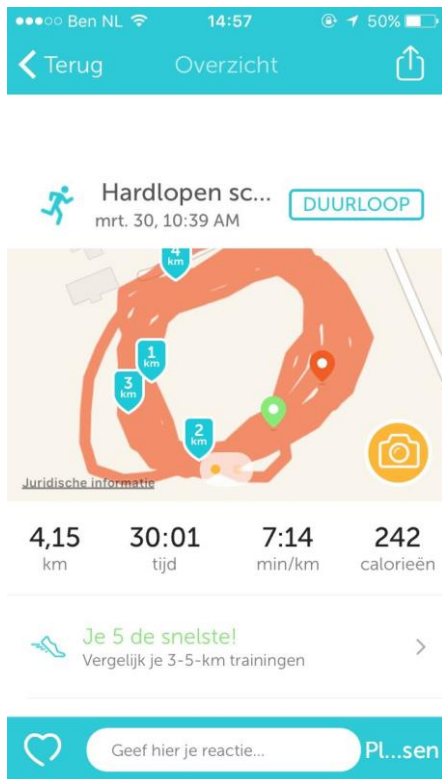 Ben NL 14:57 50%
Terug Overzicht
Hardlopen sc...
mrt. 30, 10:39 AM
DUURLOOP
4 km
1 km
3 km
2 km
Juridische informatie
4,15 30:01 7:14 242
km tijd min/km calorieën
Je 5 de snelste!
Vergelijk je 3-5-km trainingen
Geef hier je reactie... Pl...sen